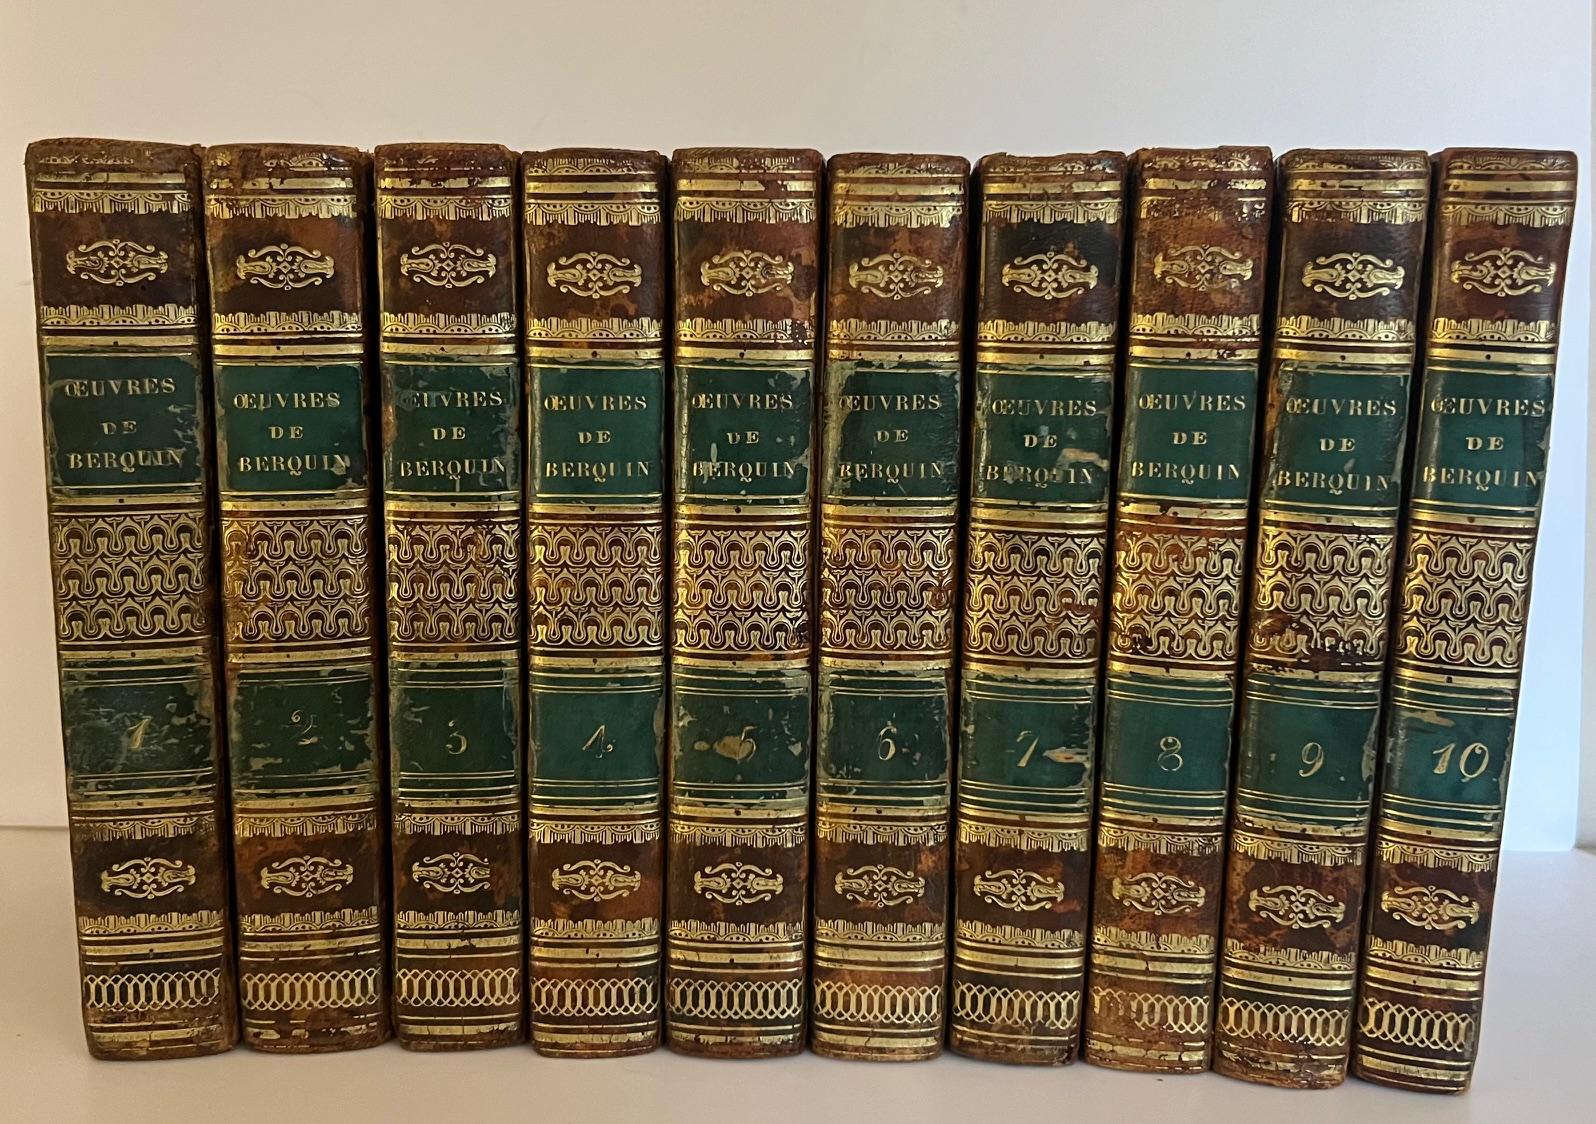 ŒUVRES
DE
BERQUIN
1
ŒUVRES
DE
BERQUIN
2
ŒUVRES
DE
BERQUIN
3
ŒUVRES
DE
BERQUIN
4
ŒUVRES
DE
BERQUIN
5
ŒUVRES
DE
BERQUIN
6
ŒUVRES
DE
BERQUIN
7
ŒUVRES
DE
BERQUIN
8
ŒUVRES
DE
BERQUIN
9
ŒUVRES
DE
BERQUIN
10